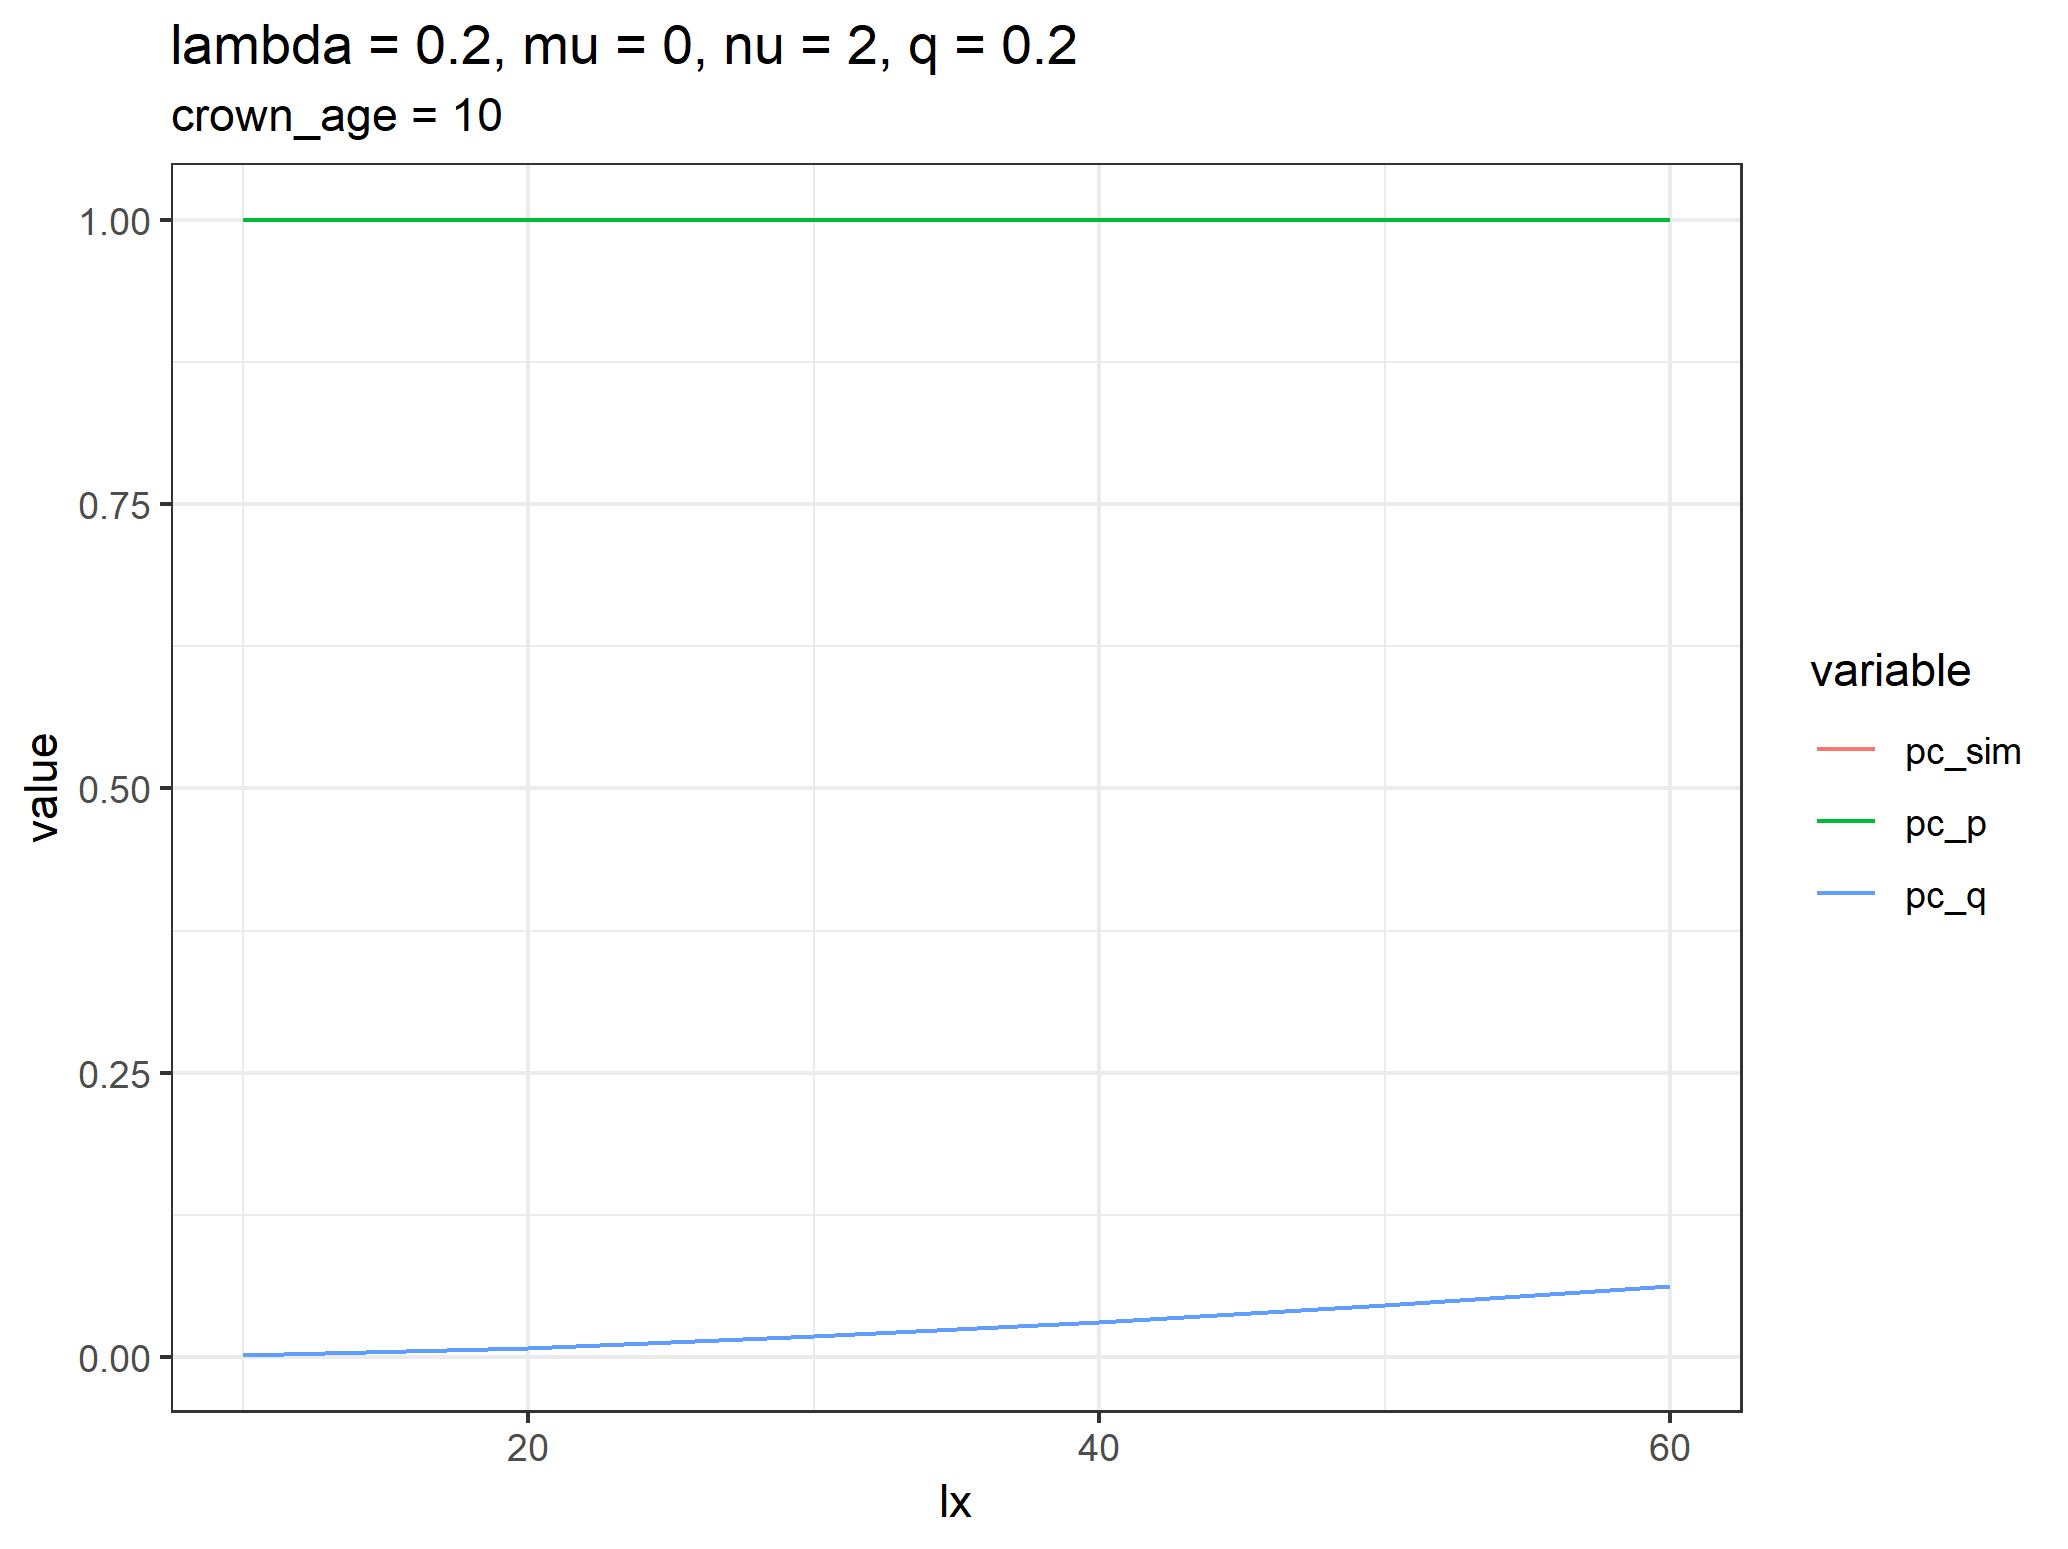 lambda = 0.2, mu = 0, nu = 2, q = 0.2
crown_age = 10
1.00
0.75
0.50
0.25
0.00
value
20
40
60
lx
variable
pc_sim
pc_p
pc_q